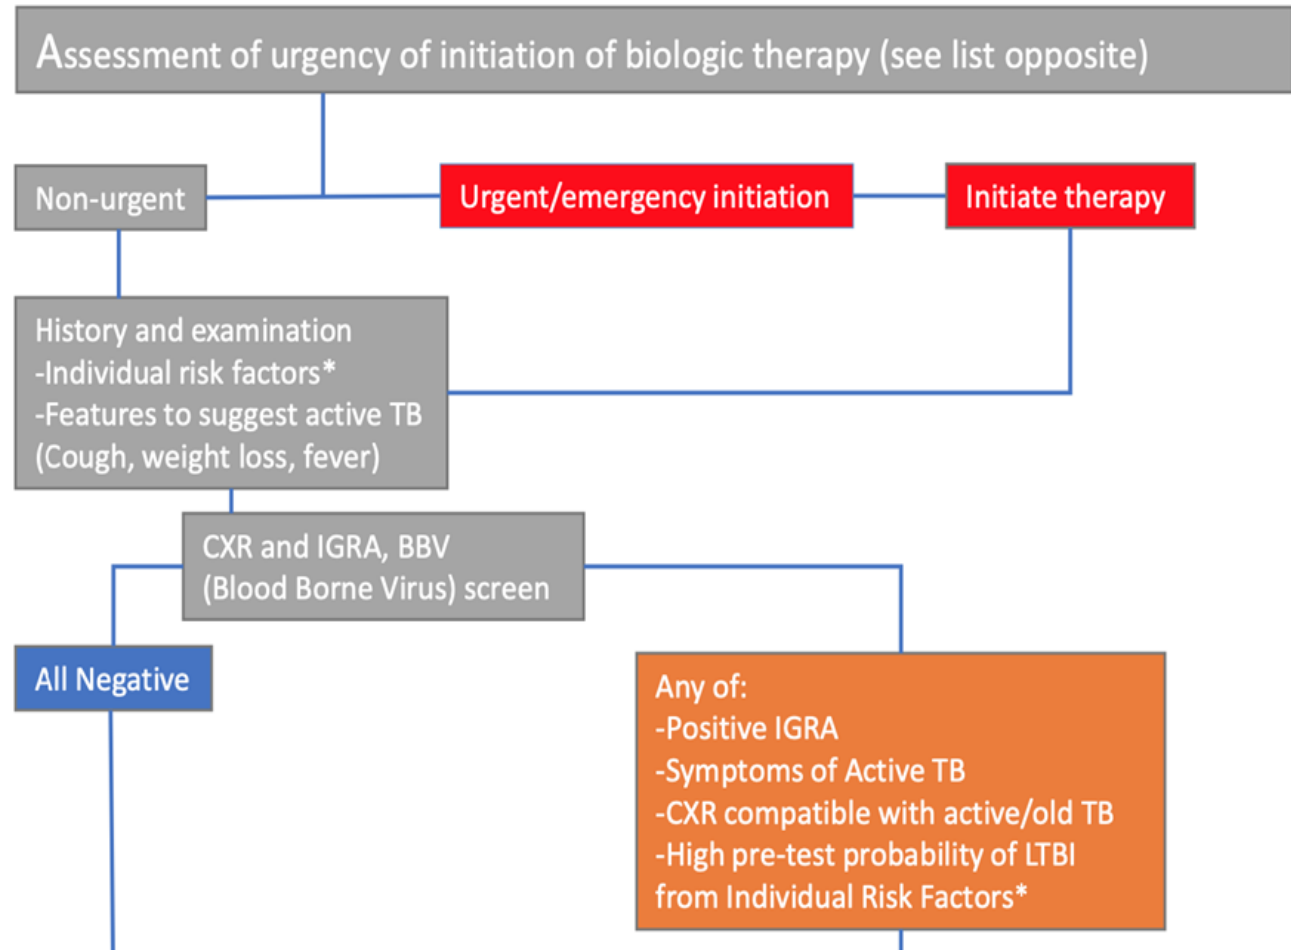 Assessment of urgency of initiation of biologic therapy (see list opposite)
Non-urgent
Urgent/emergency initiation
Initiate therapy
History and examination
-Individual risk factors*
-Features to suggest active TB
(Cough, weight loss, fever)
CXR and IGRA, BBV
(Blood Borne Virus) screen
All Negative
Any of:
-Positive IGRA
-Symptoms of Active TB
-CXR compatible with active/old TB
-High pre-test probability of LTBI
from Individual Risk Factors*